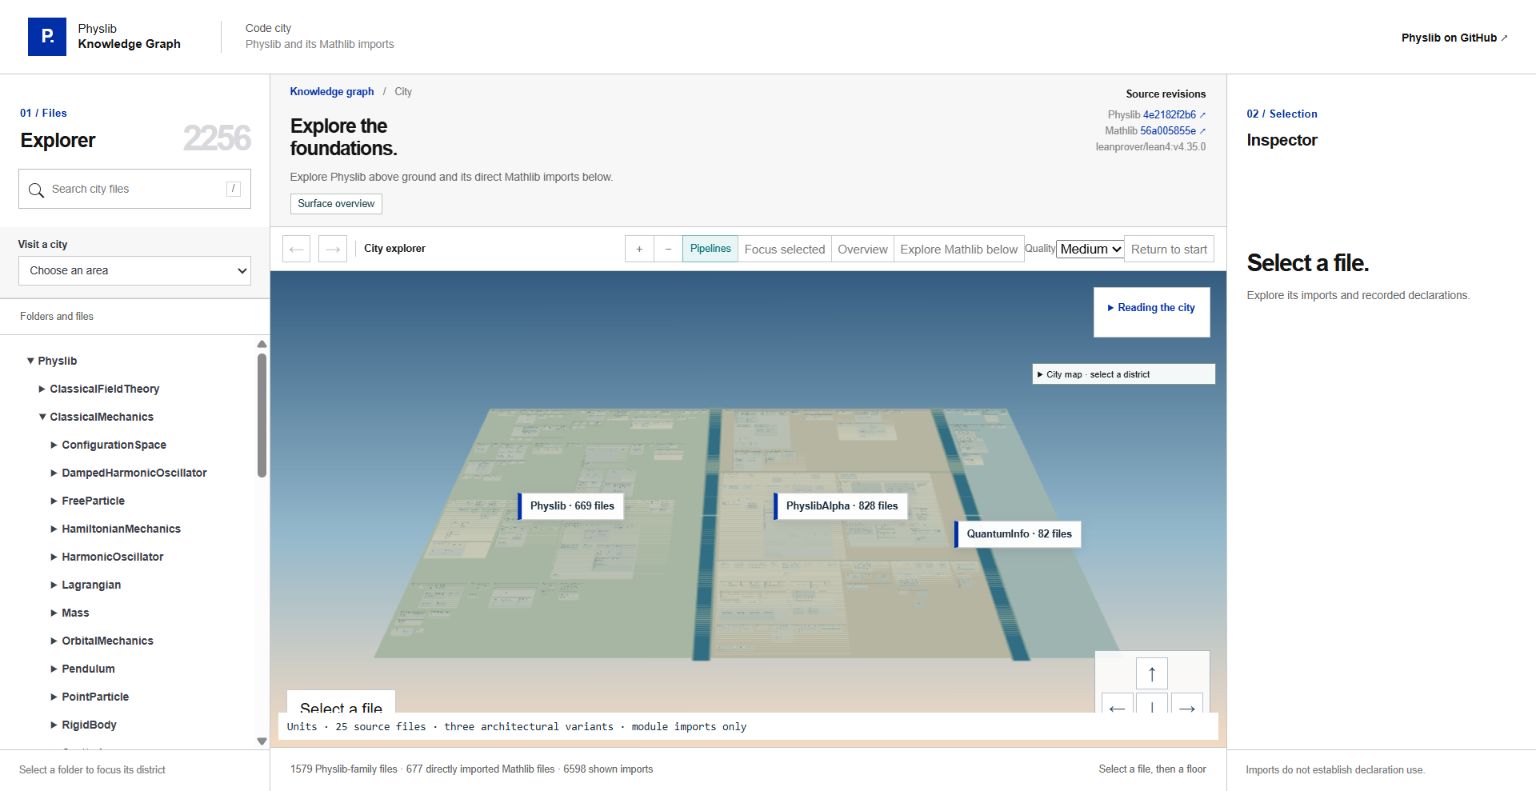 P.
Physlib
Knowledge Graph
Code city
Physlib and its Mathlib imports
Physlib on GitHub ↗
01 / Files
Explorer
2256
Search city files
/
Visit a city
Choose an area
Folders and files
▼ Physlib
▶ ClassicalFieldTheory
▼ ClassicalMechanics
▶ ConfigurationSpace
▶ DampedHarmonicOscillator
▶ FreeParticle
▶ HamiltonianMechanics
▶ HarmonicOscillator
▶ Lagrangian
▶ Mass
▶ OrbitalMechanics
▶ Pendulum
▶ PointParticle
▶ RigidBody
Select a folder to focus its district
Knowledge graph / City
Explore the
foundations.
Explore Physlib above ground and its direct Mathlib imports below.
Surface overview
Source revisions
Physlib 4e2182f2b6 ↗
Mathlib 56a005855e ↗
leanprover/lean4:v4.35.0
← → City explorer
+ − Pipelines Focus selected Overview Explore Mathlib below Quality Medium Return to start
▶ Reading the city
▶ City map · select a district
Physlib · 669 files
PhyslibAlpha · 828 files
QuantumInfo · 82 files
↑
← →
Select a file
Units · 25 source files · three architectural variants · module imports only
1579 Physlib-family files · 677 directly imported Mathlib files · 6598 shown imports
Select a file, then a floor
02 / Selection
Inspector
Select a file.
Explore its imports and recorded declarations.
Imports do not establish declaration use.